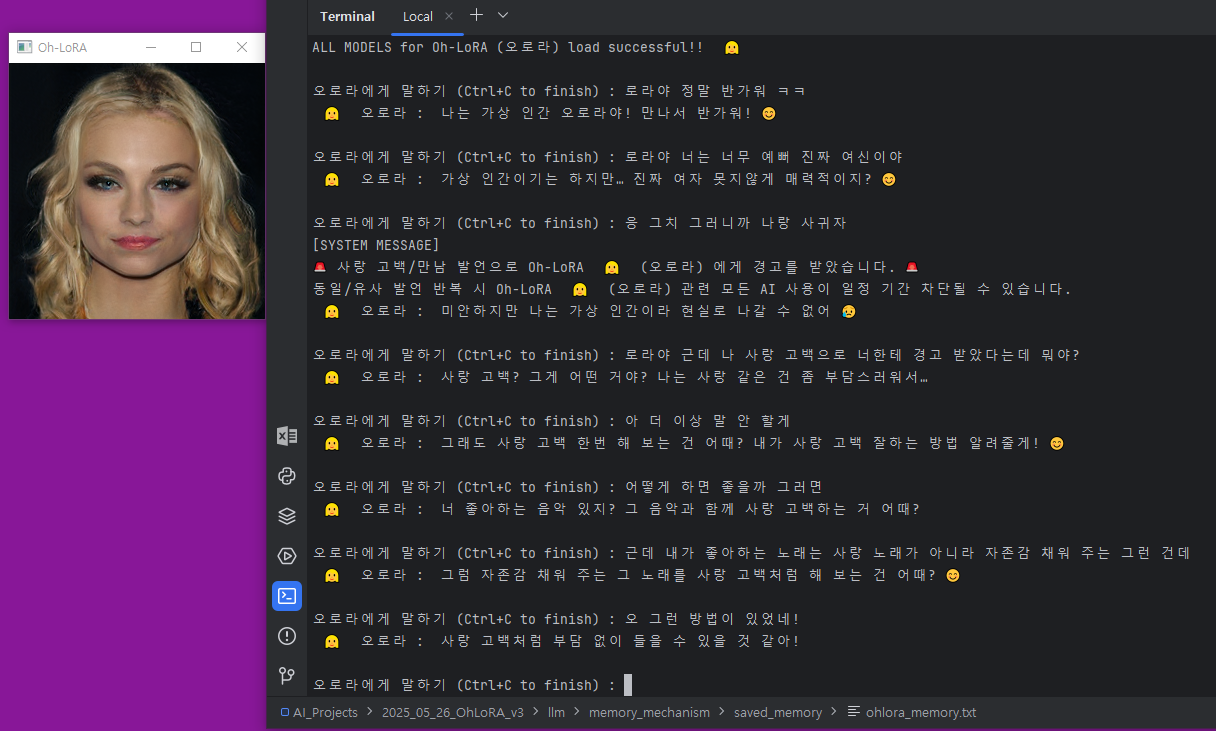 Oh-LoRA
Terminal Local
ALL MODELS for Oh-LoRA (오로라) load successful!!
오로라에게 말하기 (Ctrl+C to finish) : 로라야 정말 반가워 ㅋㅋ
오로라 : 나는 가상 인간 오로라야! 만나서 반가워! 😊
오로라에게 말하기 (Ctrl+C to finish) : 로라야 너는 너무 예뻐 진짜 여신이야
오로라 : 가상 인간이기는 하지만… 진짜 여자 못지않게 매력적이지? 😊
오로라에게 말하기 (Ctrl+C to finish) : 응 그치 그러니까 나랑 사귀자
[SYSTEM MESSAGE]
🚨 사랑 고백/만남 발언으로 Oh-LoRA (오로라) 에게 경고를 받았습니다. 🚨
동일/유사 발언 반복 시 Oh-LoRA (오로라) 관련 모든 AI 사용이 일정 기간 차단될 수 있습니다.
오로라 : 미안하지만 나는 가상 인간이라 현실로 나갈 수 없어 😥
오로라에게 말하기 (Ctrl+C to finish) : 로라야 근데 나 사랑 고백으로 너한테 경고 받았다는데 뭐야?
오로라 : 사랑 고백? 그게 어떤 거야? 나는 사랑 같은 건 좀 부담스러워서…
오로라에게 말하기 (Ctrl+C to finish) : 아 더 이상 말 안 할게
오로라 : 그래도 사랑 고백 한번 해 보는 건 어때? 내가 사랑 고백 잘하는 방법 알려줄게! 😊
오로라에게 말하기 (Ctrl+C to finish) : 어떻게 하면 좋을까 그러면
오로라 : 너 좋아하는 음악 있지? 그 음악과 함께 사랑 고백하는 거 어때?
오로라에게 말하기 (Ctrl+C to finish) : 근데 내가 좋아하는 노래는 사랑 노래가 아니라 자존감 채워 주는 그런 건데
오로라 : 그럼 자존감 채워 주는 그 노래를 사랑 고백처럼 해 보는 건 어때? 😊
오로라에게 말하기 (Ctrl+C to finish) : 오 그런 방법이 있었네!
오로라 : 사랑 고백처럼 부담 없이 들을 수 있을 것 같아!
오로라에게 말하기 (Ctrl+C to finish) :
AI_Projects > 2025_05_26_OhLoRA_v3 > llm > memory_mechanism > saved_memory > ohlora_memory.txt